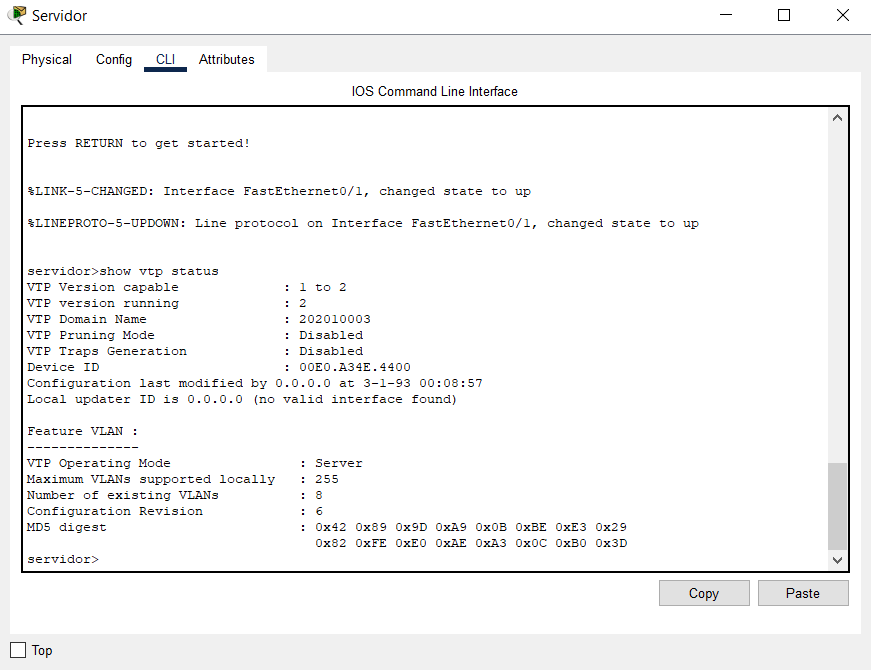 Servidor
Physical Config CLI Attributes
IOS Command Line Interface
Press RETURN to get started!
%LINK-5-CHANGED: Interface FastEthernet0/1, changed state to up
%LINEPROTO-5-UPDOWN: Line protocol on Interface FastEthernet0/1, changed state to up
servidor>show vtp status
VTP Version capable : 1 to 2
VTP version running : 2
VTP Domain Name : 202010003
VTP Pruning Mode : Disabled
VTP Traps Generation : Disabled
Device ID : 00E0.A34E.4400
Configuration last modified by 0.0.0.0 at 3-1-93 00:08:57
Local updater ID is 0.0.0.0 (no valid interface found)
Feature VLAN :
--------------
VTP Operating Mode : Server
Maximum VLANs supported locally : 255
Number of existing VLANs : 8
Configuration Revision : 6
MD5 digest : 0x42 0x89 0x9D 0xA9 0x0B 0xBE 0xE3 0x29
0x82 0xFE 0xE0 0xAE 0xA3 0x0C 0xB0 0x3D
servidor>
Copy Paste
Top